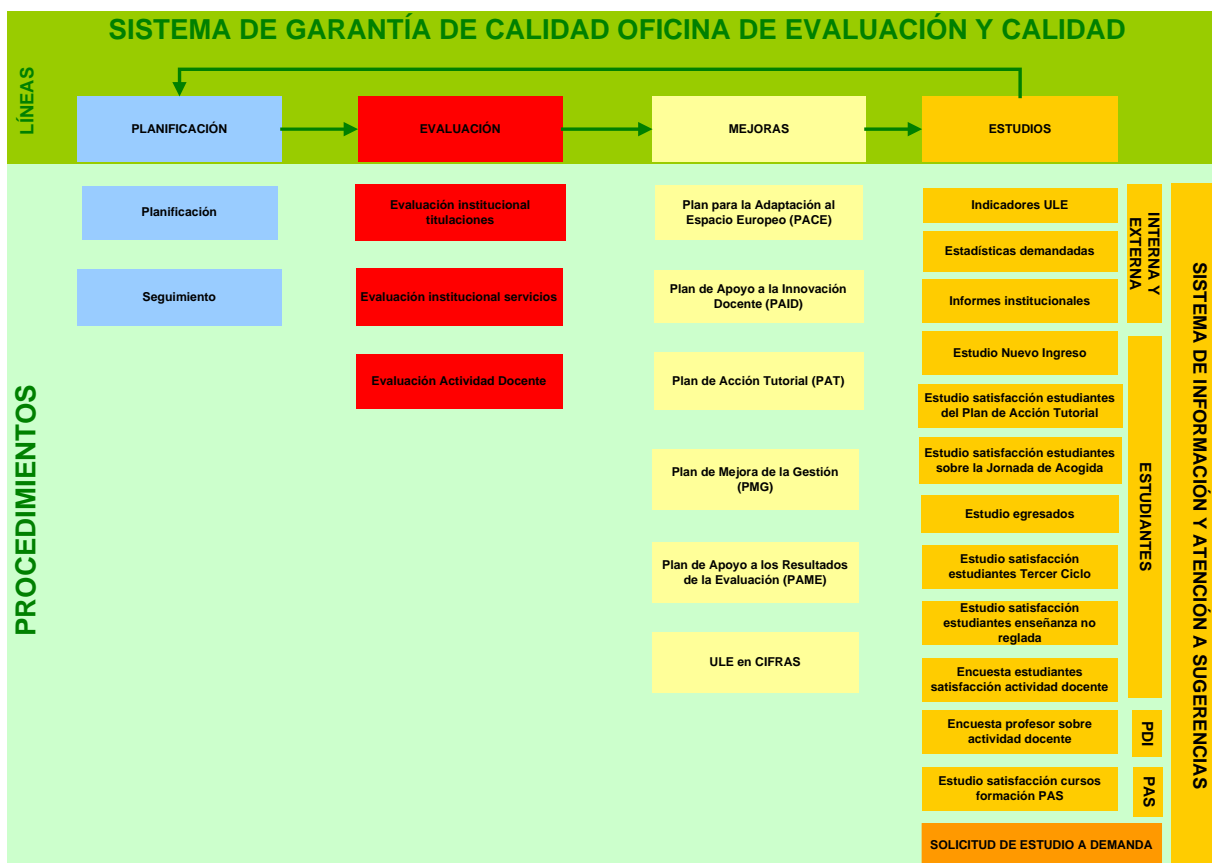 SISTEMA DE GARANTÍA DE CALIDAD OFICINA DE EVALUACIÓN Y CALIDAD
LÍNEAS
PLANIFICACIÓN
EVALUACIÓN
MEJORAS
ESTUDIOS
PROCEDIMIENTOS
Planificación
Seguimiento
Evaluación institucional
titulaciones
Evaluación institucional servicios
Evaluación Actividad Docente
Plan para la Adaptación al
Espacio Europeo (PACE)
Plan de Apoyo a la Innovación
Docente (PAID)
Plan de Acción Tutorial (PAT)
Plan de Mejora de la Gestión
(PMG)
Plan de Apoyo a los Resultados
de la Evaluación (PAME)
ULE en CIFRAS
Indicadores ULE
Estadísticas demandadas
Informes institucionales
Estudio Nuevo Ingreso
Estudio satisfacción estudiantes
del Plan de Acción Tutorial
Estudio satisfacción estudiantes
sobre la Jornada de Acogida
Estudio egresados
Estudio satisfacción
estudiantes Tercer Ciclo
Estudio satisfacción
estudiantes enseñanza no
reglada
Encuesta estudiantes
satisfacción actividad docente
Encuesta profesor sobre
actividad docente
Estudio satisfacción cursos
formación PAS
SOLICITUD DE ESTUDIO A DEMANDA
INTERNA Y
EXTERNA
ESTUDIANTES
PDI
PAS
SISTEMA DE INFORMACIÓN Y ATENCIÓN A SUGERENCIAS